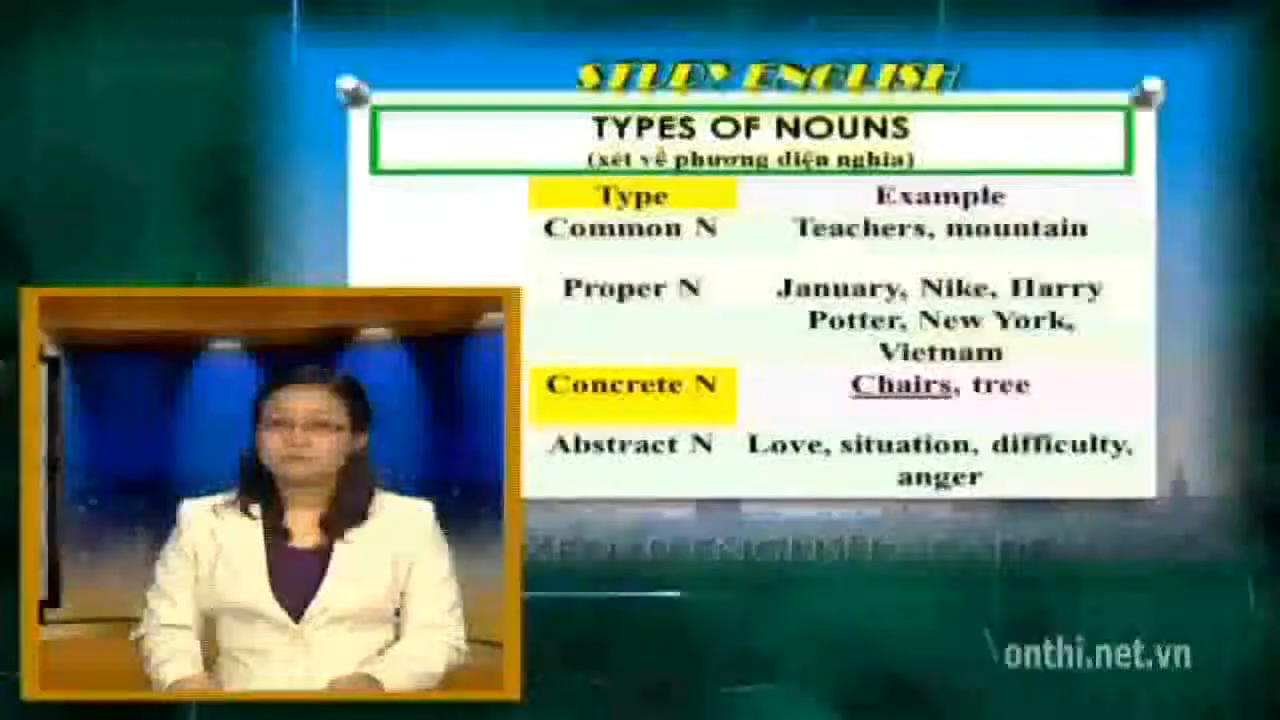 STUDY ENGLISH
TYPES OF NOUNS
(xét về phương diện nghĩa)
Type Example
Common N Teachers, mountain
Proper N January, Nike, Harry
Potter, New York,
Vietnam
Concrete N Chairs, tree
Abstract N Love, situation, difficulty,
anger
onthi.net.vn